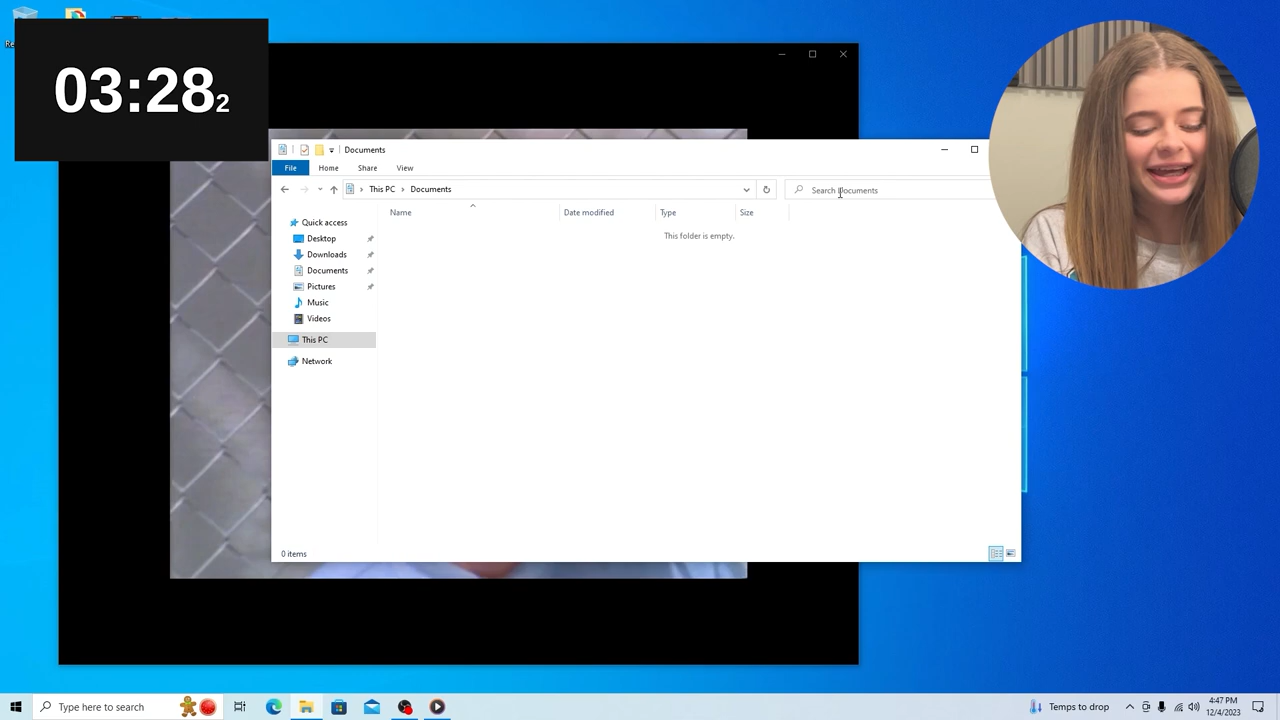 Re
03:282
Documents
File Home Share View
This PC Documents
Search Documents
Name Date modified Type Size
This folder is empty.
Quick access
Desktop
Downloads
Documents
Pictures
Music
Videos
This PC
Network
0 items
Type here to search
Temps to drop
4:47 PM
12/4/2023